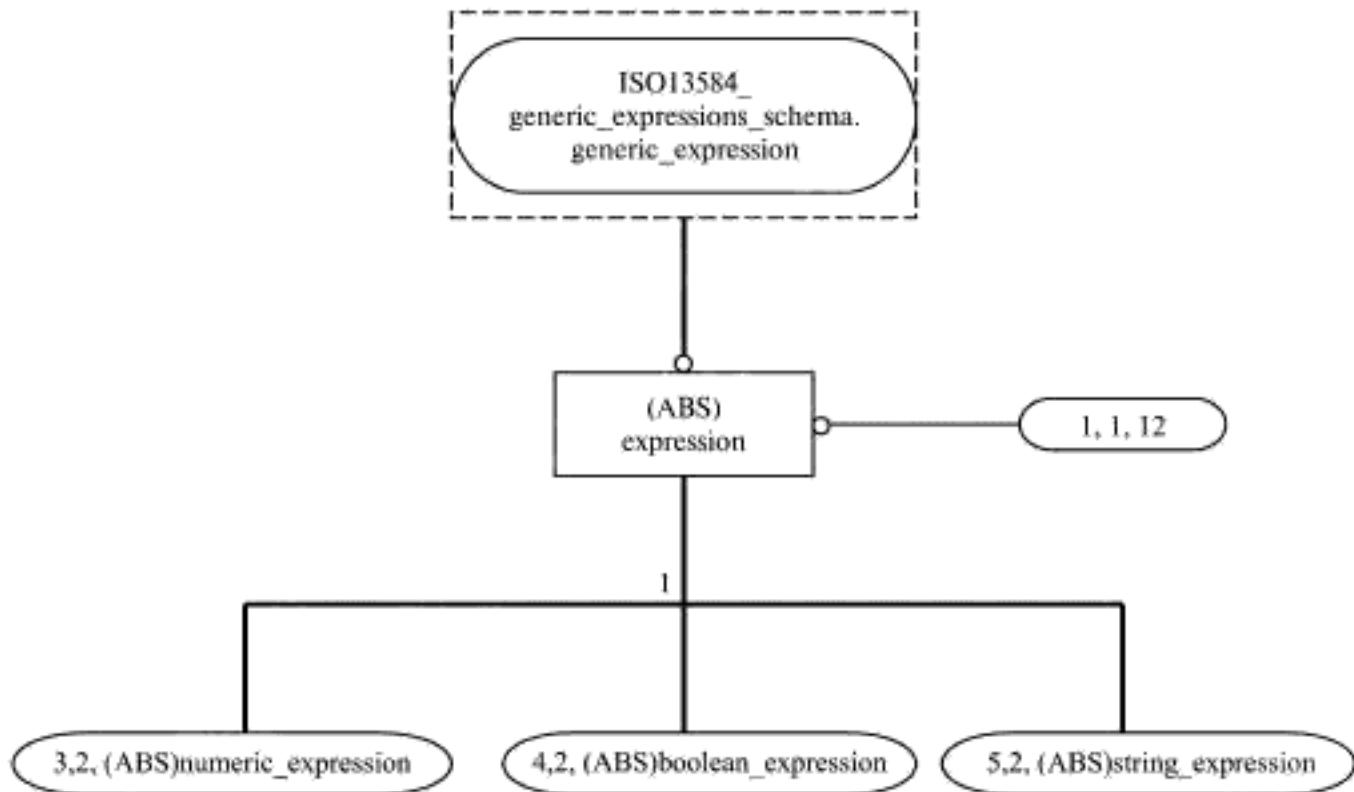 ISO13584_
generic_expressions_schema.
generic_expression
(ABS)
expression
1, 1, 12
1
3,2, (ABS)numeric_expression
4,2, (ABS)boolean_expression
5,2, (ABS)string_expression